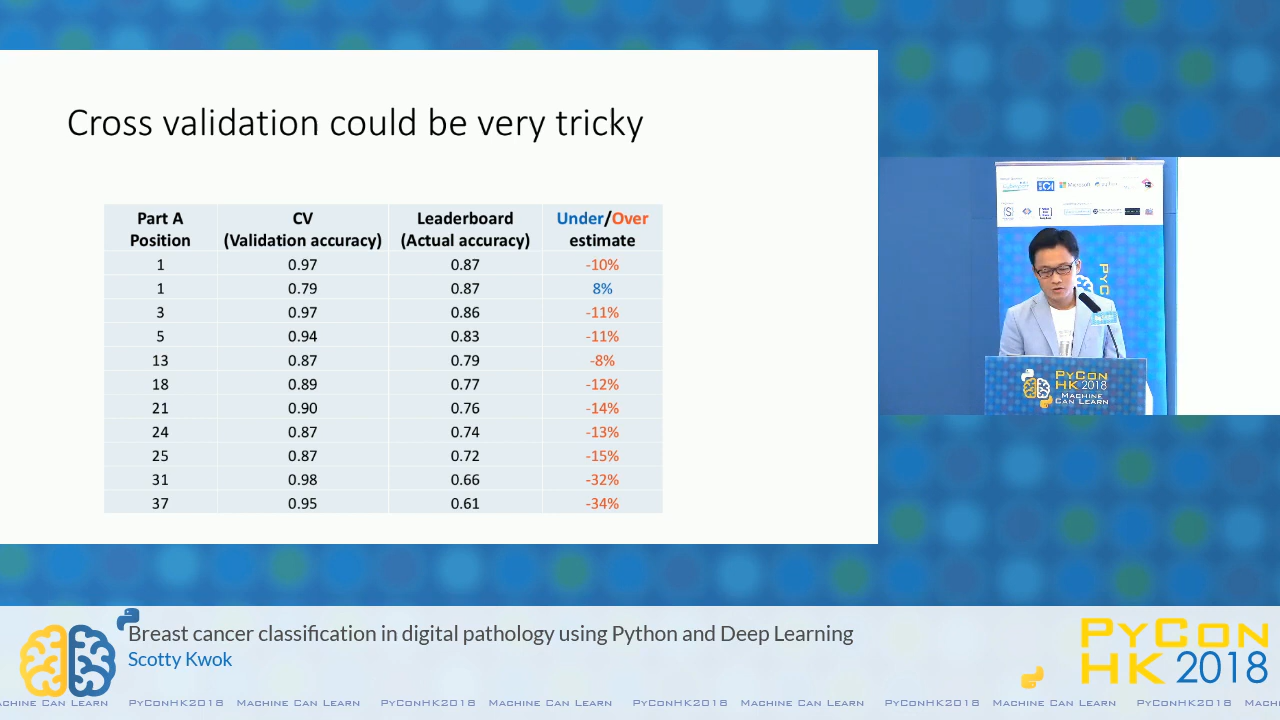 Cross validation could be very tricky
Part A Position CV (Validation accuracy) Leaderboard (Actual accuracy) Under/Over estimate
1 0.97 0.87 -10%
1 0.79 0.87 8%
3 0.97 0.86 -11%
5 0.94 0.83 -11%
13 0.87 0.79 -8%
18 0.89 0.77 -12%
21 0.90 0.76 -14%
24 0.87 0.74 -13%
25 0.87 0.72 -15%
31 0.98 0.66 -32%
37 0.95 0.61 -34%
Microsoft
PYC
PYCON
HK 2018
MACHINE
CAN LEARN
Breast cancer classification in digital pathology using Python and Deep Learning
Scotty Kwok
PYCON
HK 2018
ACHINE CAN LEARN PYCONHK2018 MACHINE CAN LEARN PYCONHK2018 MACHINE CAN LEARN PYCONHK2018 MACHINE CAN LEARN PYCONHK2018 MACHINE CAN LEARN PYCONHK2018 MACH